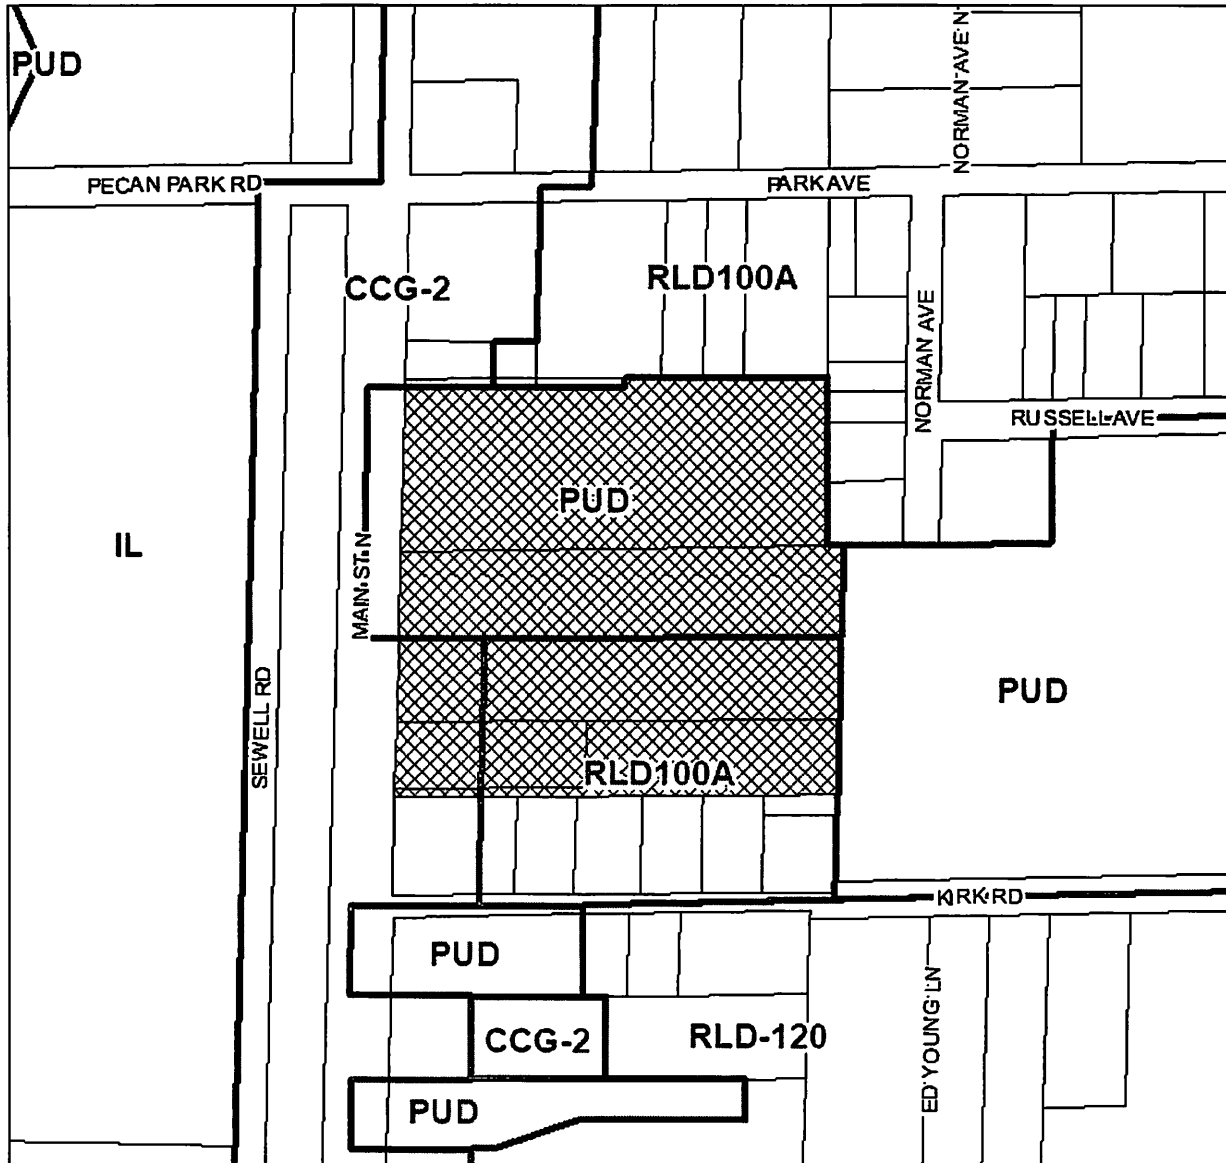 PUD
NORMAN AVE N
PECAN PARK RD
PARK AVE
CCG-2
RLD100A
NORMAN AVE
RUSSELL AVE
PUD
IL
MAIN ST N
SEWELL RD
PUD
RLD100A
KIRK RD
PUD
ED YOUNG LN
CCG-2
RLD-120
PUD